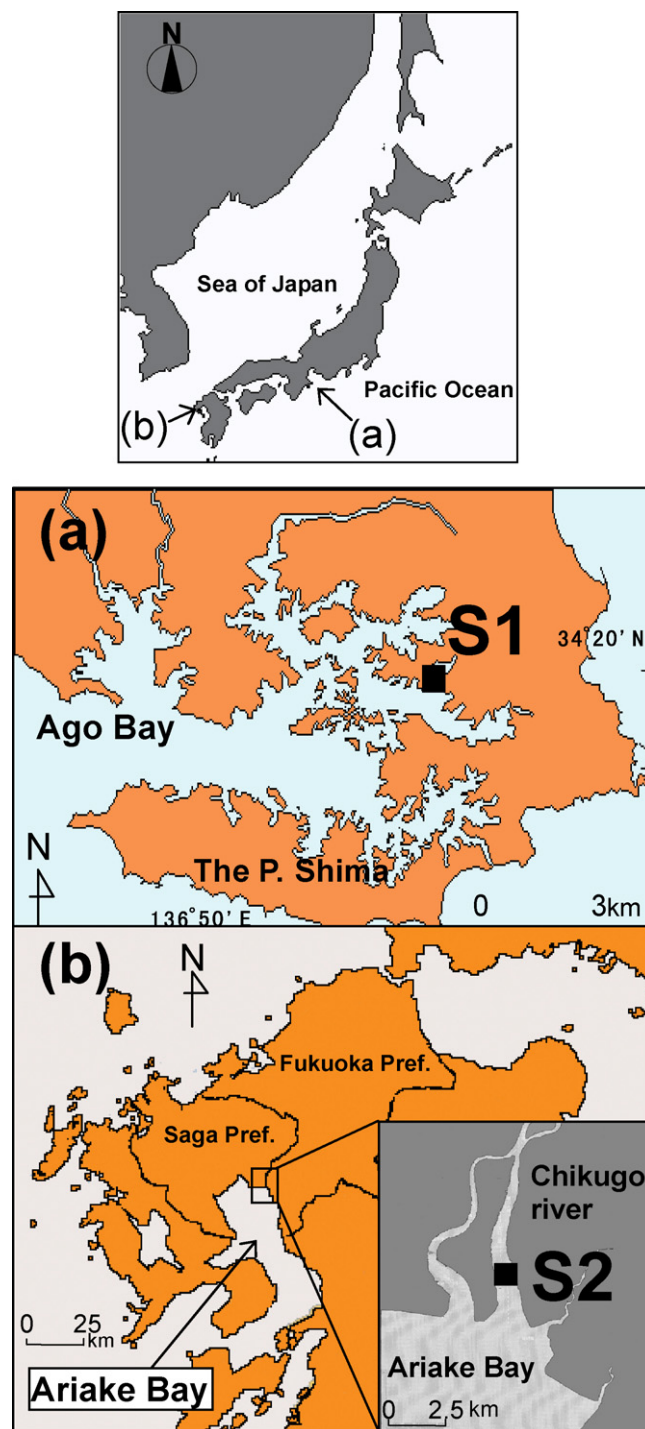 N
Sea of Japan
Pacific Ocean
(b)
(a)
(a)
S1
34°20' N
Ago Bay
N
The P. Shima
136°50' E
0 3km
(b)
N
Fukuoka Pref.
Saga Pref.
Chikugo
river
S2
0 25
km
Ariake Bay
Ariake Bay
0 2,5 km